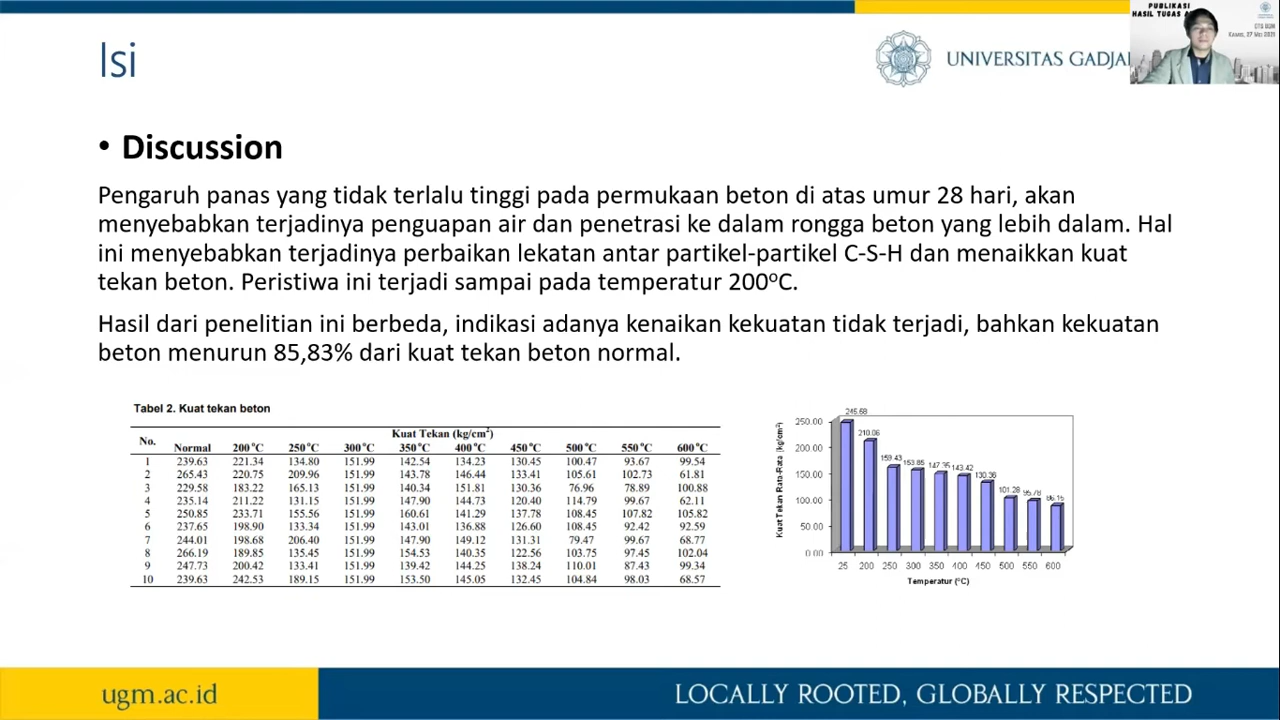 Isi
UNIVERSITAS GADJA
PUBLIKASI
HASIL TUGAS A
KAMIS, 27 MEI 2021
• Discussion
Pengaruh panas yang tidak terlalu tinggi pada permukaan beton di atas umur 28 hari, akan
menyebabkan terjadinya penguapan air dan penetrasi ke dalam rongga beton yang lebih dalam. Hal
ini menyebabkan terjadinya perbaikan lekatan antar partikel-partikel C-S-H dan menaikkan kuat
tekan beton. Peristiwa ini terjadi sampai pada temperatur 200°C.
Hasil dari penelitian ini berbeda, indikasi adanya kenaikan kekuatan tidak terjadi, bahkan kekuatan
beton menurun 85,83% dari kuat tekan beton normal.
Tabel 2. Kuat tekan beton
No. Kuat Tekan (kg/cm²)
Normal 200°C 250°C 300°C 350°C 400°C 450°C 500°C 550°C 600°C
1 239.63 221.34 134.80 151.99 142.54 134.23 130.45 100.47 93.67 99.54
2 265.43 220.75 209.96 151.99 143.78 146.44 133.41 105.61 102.73 61.81
3 229.58 183.22 165.13 151.99 140.34 151.81 130.36 76.96 78.89 100.88
4 235.14 211.22 131.15 151.99 147.90 144.73 120.40 114.79 99.67 62.11
5 250.85 233.71 155.56 151.99 160.61 141.29 137.78 108.45 107.82 105.82
6 237.65 198.90 133.34 151.99 143.01 136.88 126.60 108.45 92.42 92.59
7 244.01 198.68 206.40 151.99 147.90 149.12 131.31 79.47 99.67 68.77
8 266.19 189.85 135.45 151.99 154.53 140.35 122.56 103.75 97.45 102.04
9 247.73 200.42 133.41 151.99 139.42 144.25 138.24 110.01 87.43 99.34
10 239.63 242.53 189.15 151.99 153.50 145.05 132.45 104.84 98.03 68.57
Kuat Tekan Rata-Rata (kg/cm²)
250.00
200.00
150.00
100.00
50.00
0.00
245.58 210.06 159.43 153.85 147.35 143.42 130.36 101.28 95.78 86.15
25 200 250 300 350 400 450 500 550 600
Temperatur (°C)
ugm.ac.id
LOCALLY ROOTED, GLOBALLY RESPECTED